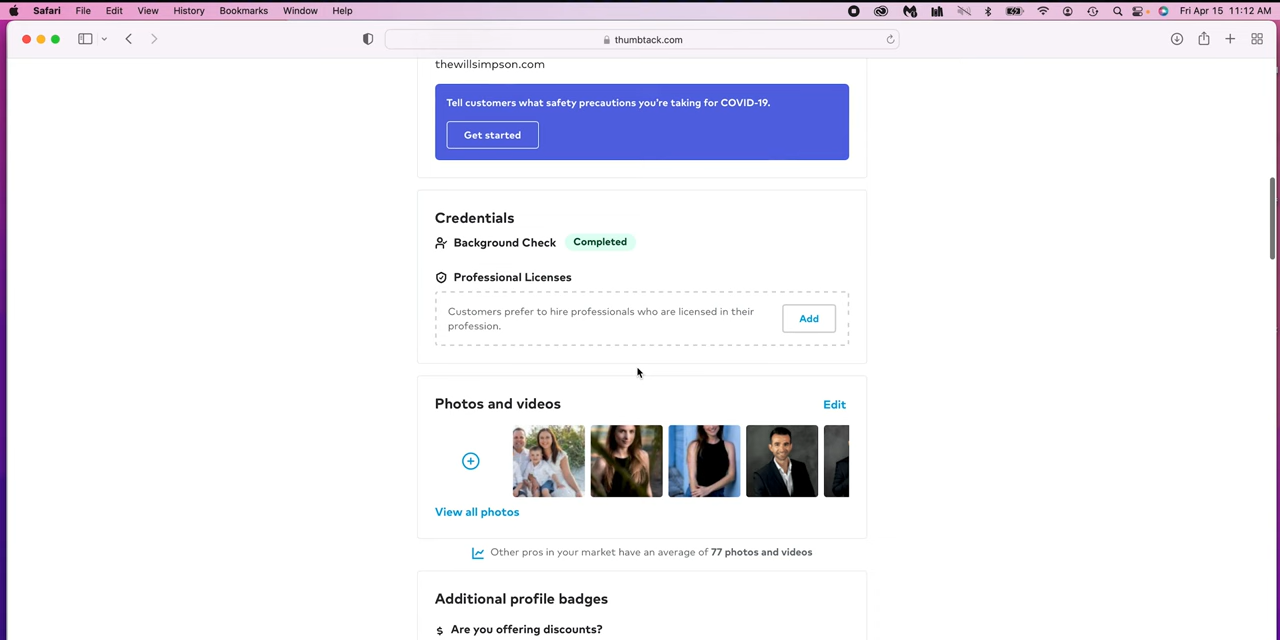 Safari File Edit View History Bookmarks Window Help Fri Apr 15 11:12 AM
thumbtack.com
thewillsimpson.com
Tell customers what safety precautions you're taking for COVID-19.
Get started
Credentials
Background Check Completed
Professional Licenses
Customers prefer to hire professionals who are licensed in their
profession.
Add
Photos and videos Edit
View all photos
Other pros in your market have an average of 77 photos and videos
Additional profile badges
$ Are you offering discounts?